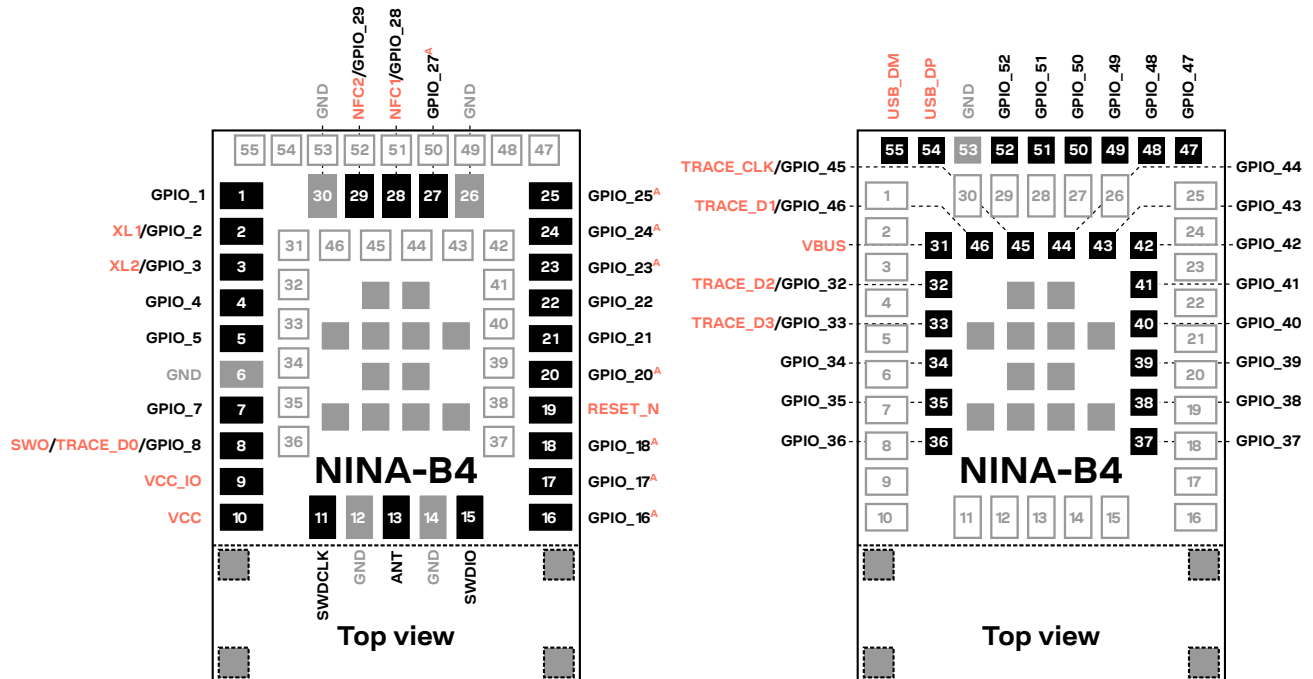 GND
NFC2/GPIO_29
NFC1/GPIO_28
GPIO_27A
GND
55 54 53 52 51 50 49 48 47
30 29 28 27 26
GPIO_1 1 25 GPIO_25A
XL1/GPIO_2 2 24 GPIO_24A
31 46 45 44 43 42
XL2/GPIO_3 3 23 GPIO_23A
32 41
GPIO_4 4 22 GPIO_22
33 40
GPIO_5 5 21 GPIO_21
34 39
GND 6 20 GPIO_20A
35 38
GPIO_7 7 19 RESET_N
36 37
SWO/TRACE_D0/GPIO_8 8 18 GPIO_18A
NINA-B4
VCC_IO 9 17 GPIO_17A
VCC 10 11 12 13 14 15 16 GPIO_16A
SWDCLK
GND
ANT
GND
SWDIO
Top view
USB_DM
USB_DP
GND
GPIO_52
GPIO_51
GPIO_50
GPIO_49
GPIO_48
GPIO_47
55 54 53 52 51 50 49 48 47
TRACE_CLK/GPIO_45 GPIO_44
1 30 29 28 27 26 25
TRACE_D1/GPIO_46 GPIO_43
2 24
VBUS 31 46 45 44 43 42 GPIO_42
3 23
TRACE_D2/GPIO_32 32 41 GPIO_41
4 22
TRACE_D3/GPIO_33 33 40 GPIO_40
5 21
GPIO_34 34 39 GPIO_39
6 20
GPIO_35 35 38 GPIO_38
7 19
GPIO_36 36 37 GPIO_37
8 18
NINA-B4
9 17
10 11 12 13 14 15 16
Top view